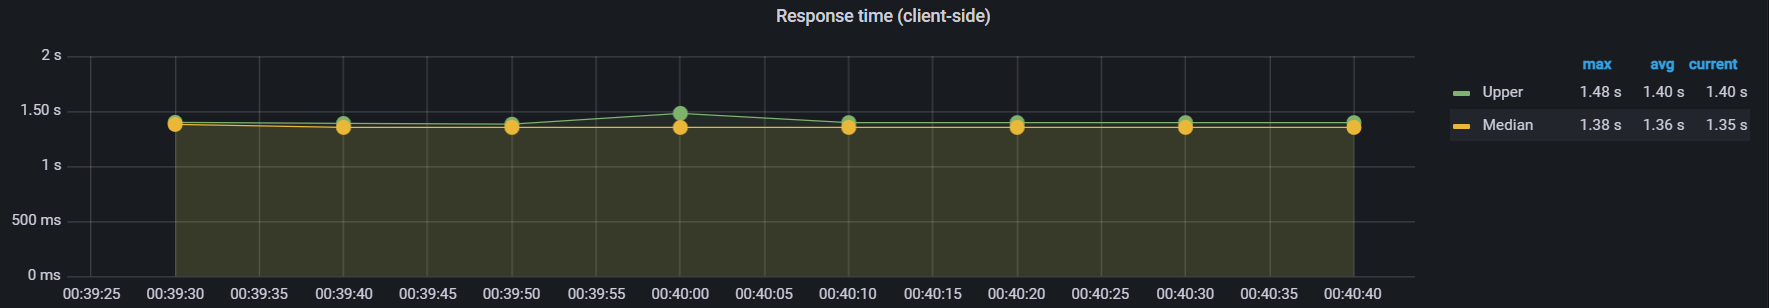 Response time (client-side)
2 s
1.50 s
1 s
500 ms
0 ms
00:39:25 00:39:30 00:39:35 00:39:40 00:39:45 00:39:50 00:39:55 00:40:00 00:40:05 00:40:10 00:40:15 00:40:20 00:40:25 00:40:30 00:40:35 00:40:40
max avg current
Upper 1.48 s 1.40 s 1.40 s
Median 1.38 s 1.36 s 1.35 s